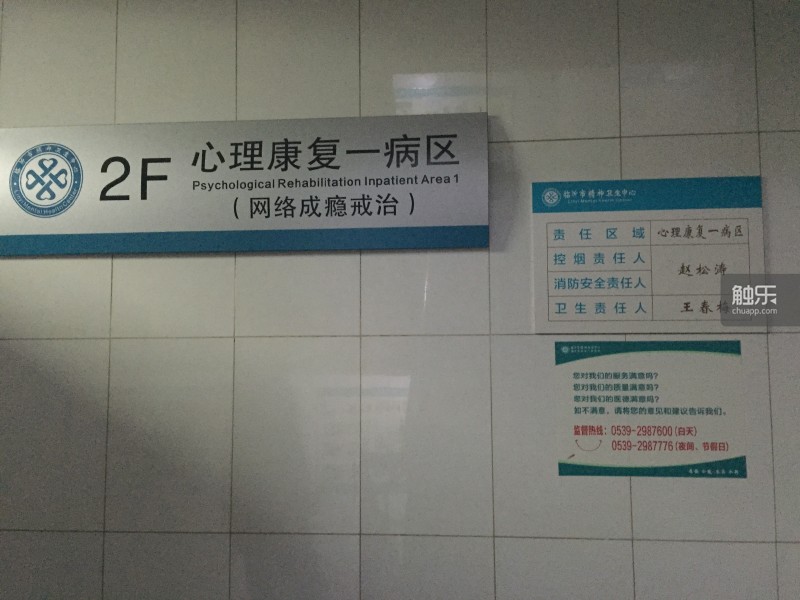 2F
心理康复一病区
Psychological Rehabilitation Inpatient Area 1
（网络成瘾戒治）
临沂市精神卫生中心
责任区域 心理康复一病区
控烟责任人 赵松涛
消防安全责任人
卫生责任人 王春梅
触乐
chuapp.com
您对我们的服务满意吗？
您对我们的质量满意吗？
您对我们的医德满意吗？
如不满意，请将您的意见和建议告诉我们。
监督热线：0539-2987600（白天）
0539-2987776（夜间、节假日）